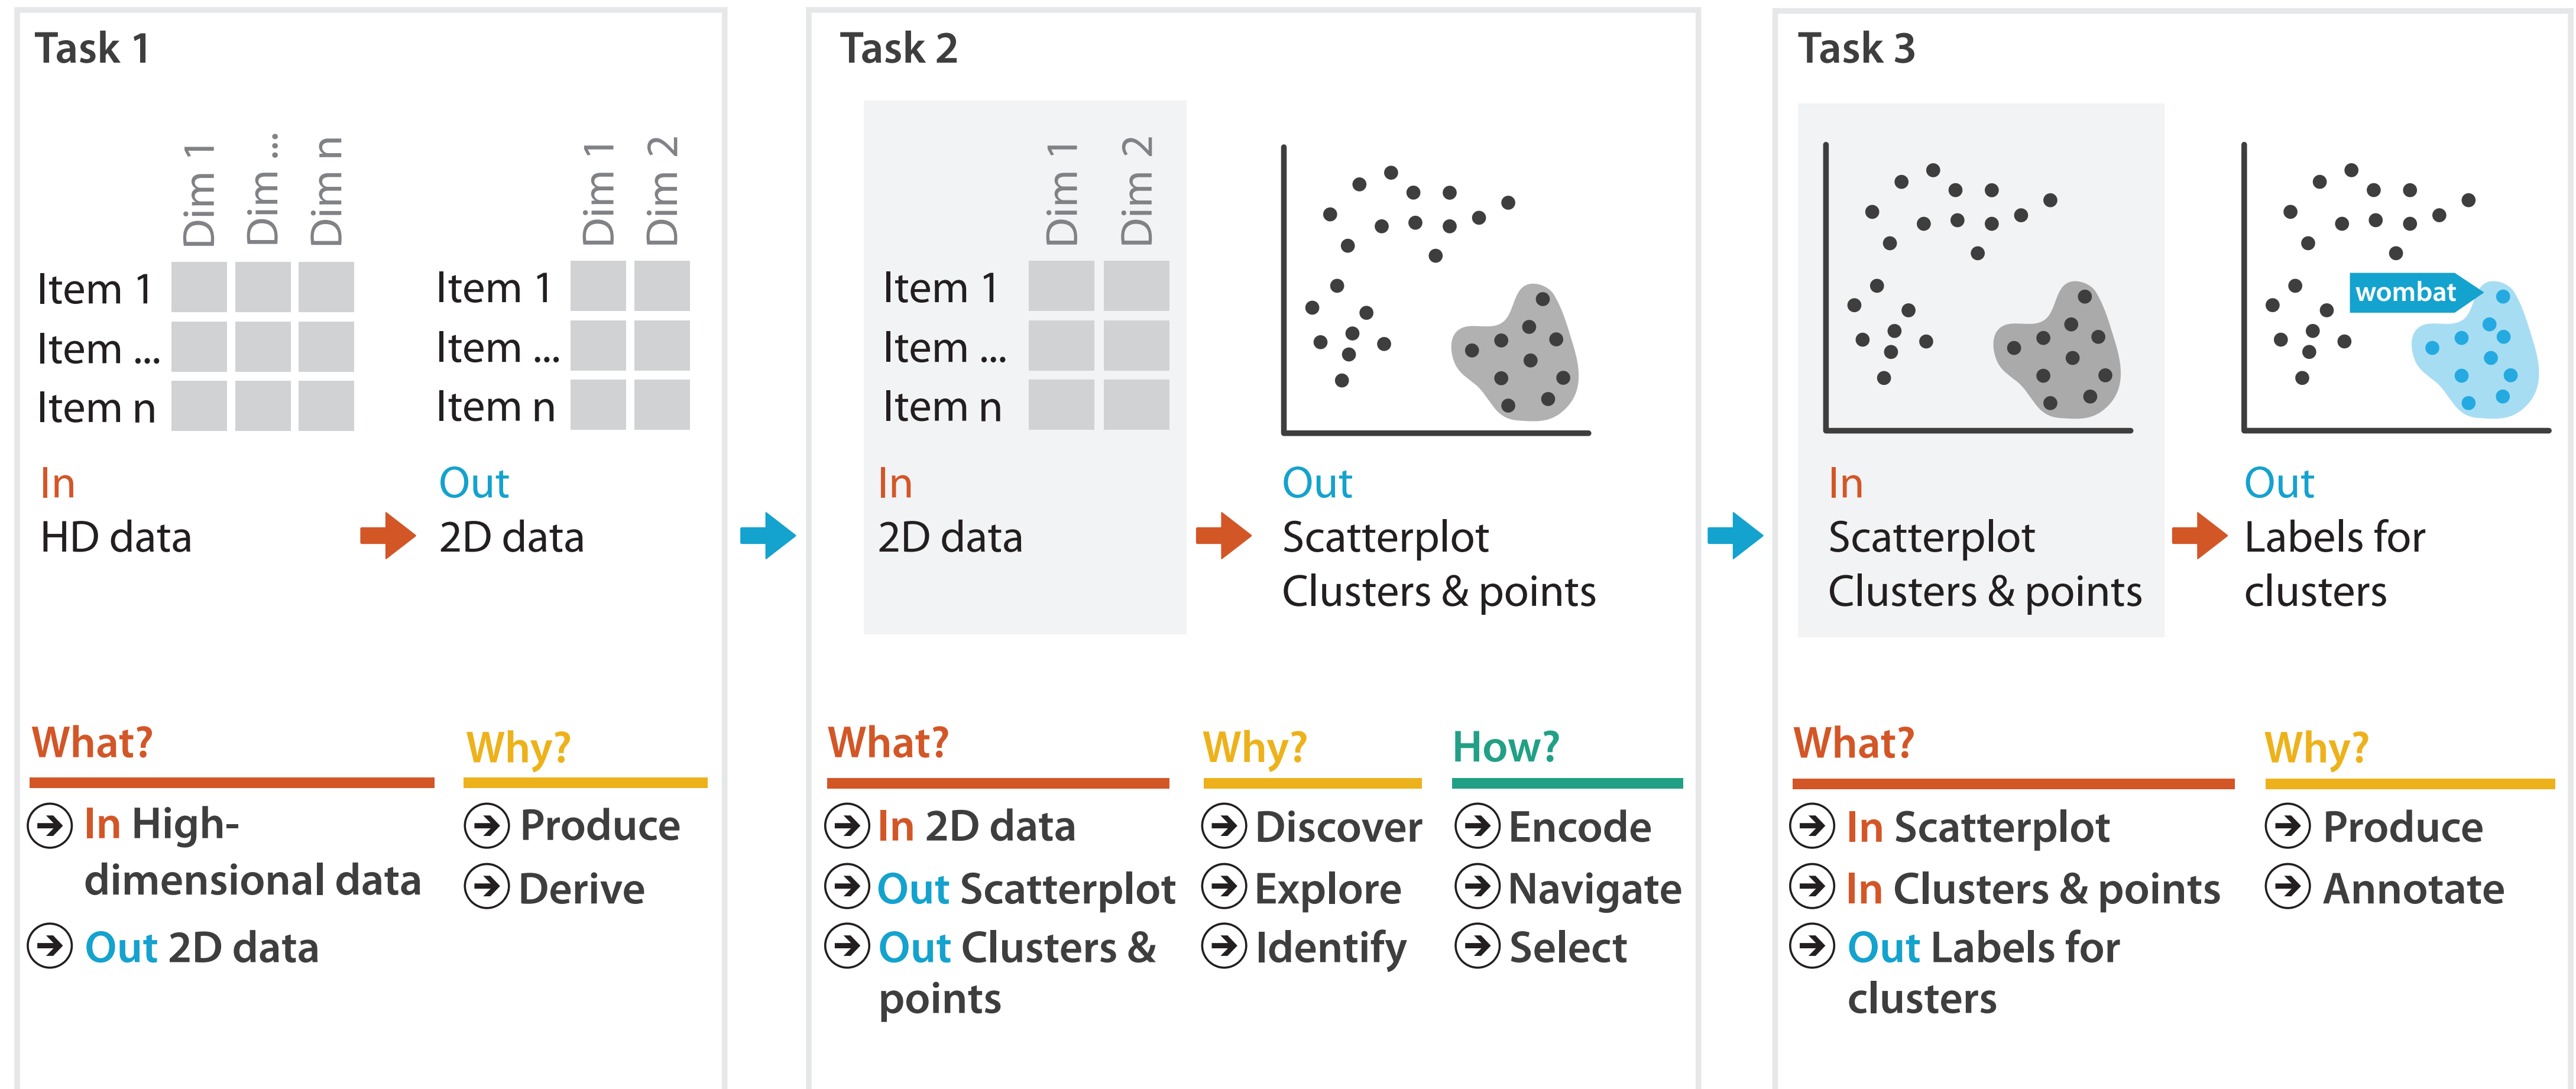 Task 1
Dim 1
Dim ...
Dim n
Item 1
Item ...
Item n
In
HD data
Dim 1
Dim 2
Item 1
Item ...
Item n
Out
2D data
What?
In High-
dimensional data
Out 2D data
Why?
Produce
Derive
Task 2
Dim 1
Dim 2
Item 1
Item ...
Item n
In
2D data
Out
Scatterplot
Clusters & points
What?
In 2D data
Out Scatterplot
Out Clusters &
points
Why?
Discover
Explore
Identify
How?
Encode
Navigate
Select
Task 3
In
Scatterplot
Clusters & points
wombat
Out
Labels for
clusters
What?
In Scatterplot
In Clusters & points
Out Labels for
clusters
Why?
Produce
Annotate